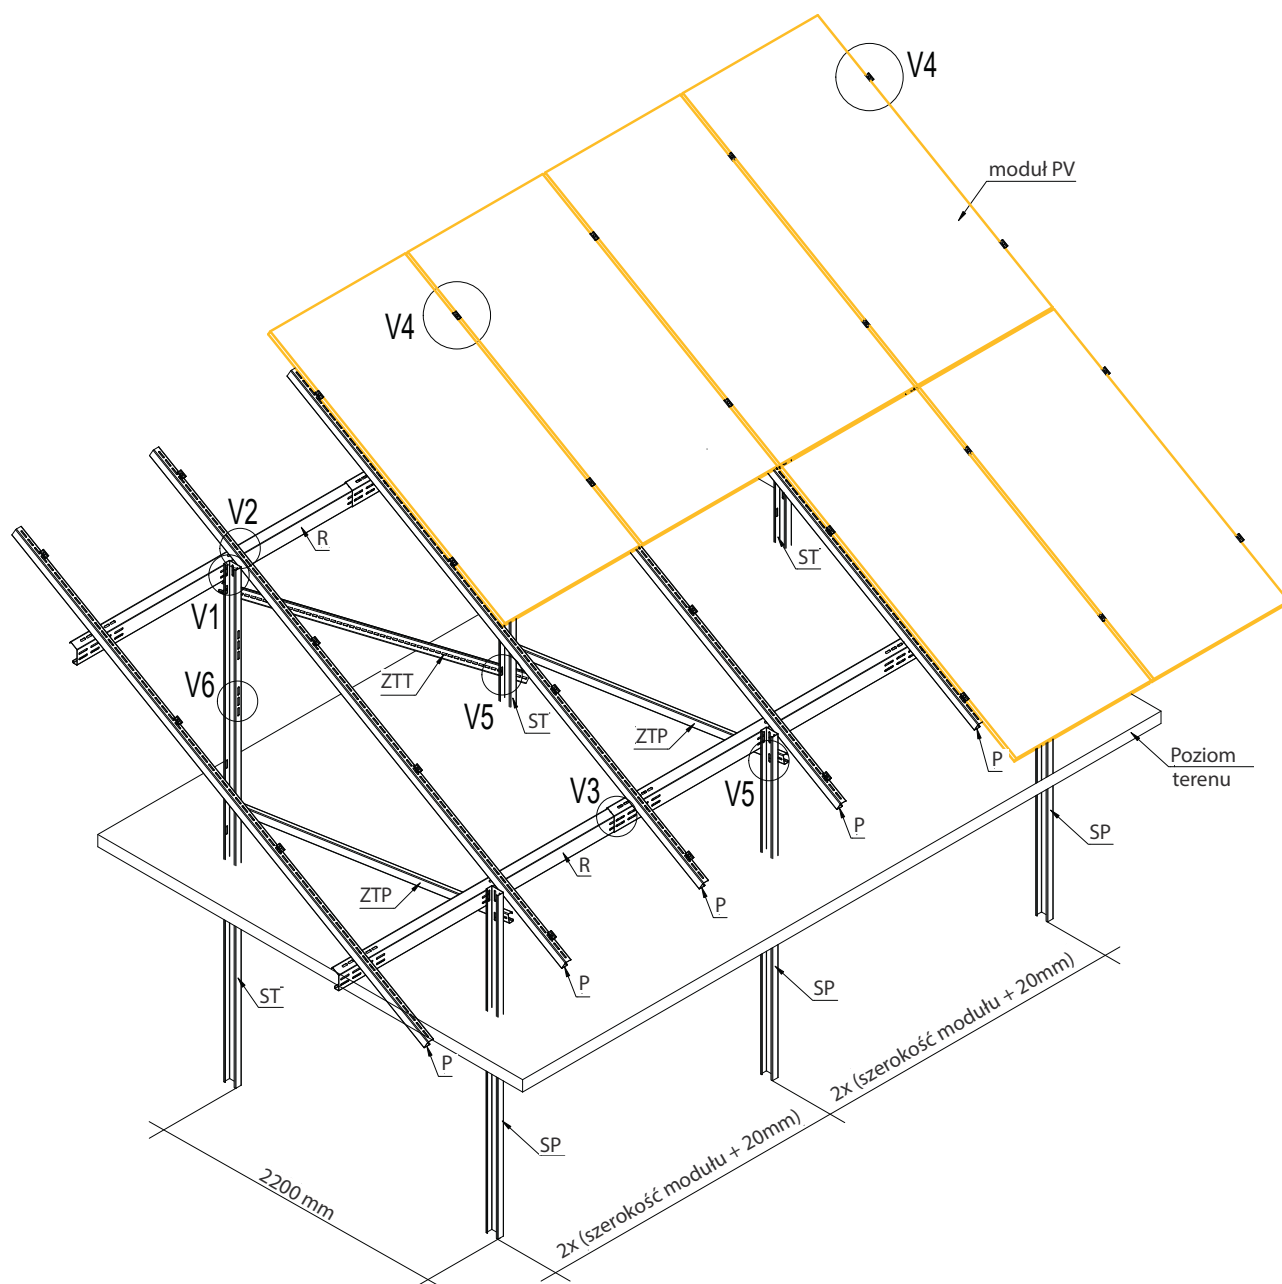 V4
moduł PV
V4
V2
R
V1
ST
ZTT
V6
V5
ST
ZTP
P
Poziom
terenu
V5
V3
P
SP
R
ZTP
P
P
ST
SP
P
2x (szerokość modułu + 20mm)
SP
2x (szerokość modułu + 20mm)
2200 mm